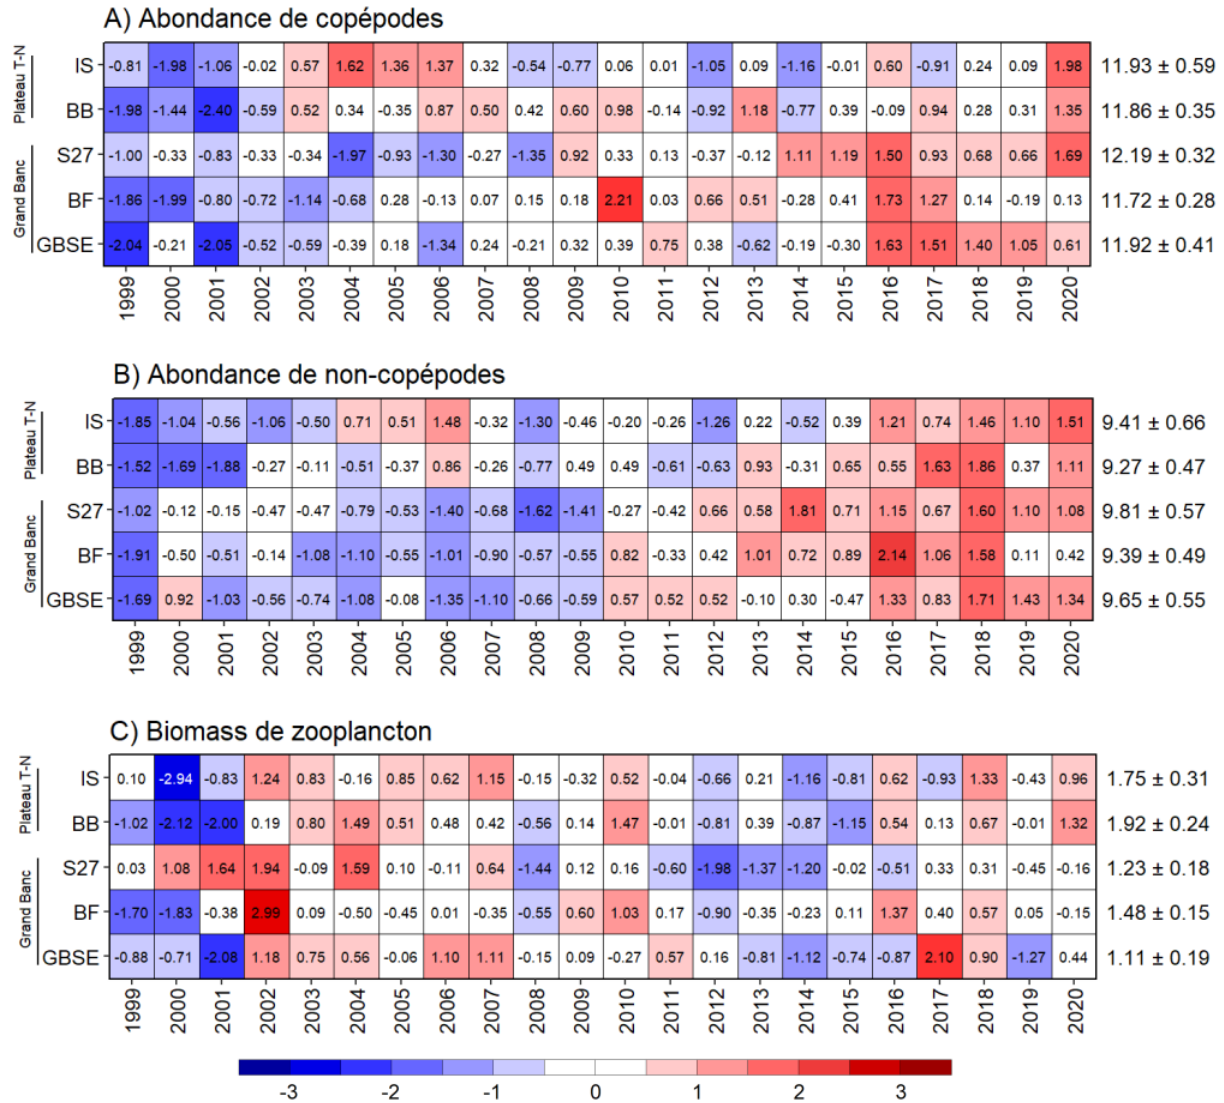 A) Abondance de copépodes
Plateau T-N
Grand Banc
IS -0.81 -1.98 -1.06 -0.02 0.57 1.62 1.36 1.37 0.32 -0.54 -0.77 0.06 0.01 -1.05 0.09 -1.16 -0.01 0.60 -0.91 0.24 0.09 1.98 11.93 ± 0.59
BB -1.98 -1.44 -2.40 -0.59 0.52 0.34 -0.35 0.87 0.50 0.42 0.60 0.98 -0.14 -0.92 1.18 -0.77 0.39 -0.09 0.94 0.28 0.31 1.35 11.86 ± 0.35
S27 -1.00 -0.33 -0.83 -0.33 -0.34 -1.97 -0.93 -1.30 -0.27 -1.35 0.92 0.33 0.13 -0.37 -0.12 1.11 1.19 1.50 0.93 0.68 0.66 1.69 12.19 ± 0.32
BF -1.86 -1.99 -0.80 -0.72 -1.14 -0.68 0.28 -0.13 0.07 0.15 0.18 2.21 0.03 0.66 0.51 -0.28 0.41 1.73 1.27 0.14 -0.19 0.13 11.72 ± 0.28
GBSE -2.04 -0.21 -2.05 -0.52 -0.59 -0.39 0.18 -1.34 0.24 -0.21 0.32 0.39 0.75 0.38 -0.62 -0.19 -0.30 1.63 1.51 1.40 1.05 0.61 11.92 ± 0.41
1999 2000 2001 2002 2003 2004 2005 2006 2007 2008 2009 2010 2011 2012 2013 2014 2015 2016 2017 2018 2019 2020
B) Abondance de non-copépodes
Plateau T-N
Grand Banc
IS -1.85 -1.04 -0.56 -1.06 -0.50 0.71 0.51 1.48 -0.32 -1.30 -0.46 -0.20 -0.26 -1.26 0.22 -0.52 0.39 1.21 0.74 1.46 1.10 1.51 9.41 ± 0.66
BB -1.52 -1.69 -1.88 -0.27 -0.11 -0.51 -0.37 0.86 -0.26 -0.77 0.49 0.49 -0.61 -0.63 0.93 -0.31 0.65 0.55 1.63 1.86 0.37 1.11 9.27 ± 0.47
S27 -1.02 -0.12 -0.15 -0.47 -0.47 -0.79 -0.53 -1.40 -0.68 -1.62 -1.41 -0.27 -0.42 0.66 0.58 1.81 0.71 1.15 0.67 1.60 1.10 1.08 9.81 ± 0.57
BF -1.91 -0.50 -0.51 -0.14 -1.08 -1.10 -0.55 -1.01 -0.90 -0.57 -0.55 0.82 -0.33 0.42 1.01 0.72 0.89 2.14 1.06 1.58 0.11 0.42 9.39 ± 0.49
GBSE -1.69 0.92 -1.03 -0.56 -0.74 -1.08 -0.08 -1.35 -1.10 -0.66 -0.59 0.57 0.52 0.52 -0.10 0.30 -0.47 1.33 0.83 1.71 1.43 1.34 9.65 ± 0.55
1999 2000 2001 2002 2003 2004 2005 2006 2007 2008 2009 2010 2011 2012 2013 2014 2015 2016 2017 2018 2019 2020
C) Biomass de zooplancton
Plateau T-N
Grand Banc
IS 0.10 -2.94 -0.83 1.24 0.83 -0.16 0.85 0.62 1.15 -0.15 -0.32 0.52 -0.04 -0.66 0.21 -1.16 -0.81 0.62 -0.93 1.33 -0.43 0.96 1.75 ± 0.31
BB -1.02 -2.12 -2.00 0.19 0.80 1.49 0.51 0.48 0.42 -0.56 0.14 1.47 -0.01 -0.81 0.39 -0.87 -1.15 0.54 0.13 0.67 -0.01 1.32 1.92 ± 0.24
S27 0.03 1.08 1.64 1.94 -0.09 1.59 0.10 -0.11 0.64 -1.44 0.12 0.16 -0.60 -1.98 -1.37 -1.20 -0.02 -0.51 0.33 0.31 -0.45 -0.16 1.23 ± 0.18
BF -1.70 -1.83 -0.38 2.99 0.09 -0.50 -0.45 0.01 -0.35 -0.55 0.60 1.03 0.17 -0.90 -0.35 -0.23 0.11 1.37 0.40 0.57 0.05 -0.15 1.48 ± 0.15
GBSE -0.88 -0.71 -2.08 1.18 0.75 0.56 -0.06 1.10 1.11 -0.15 0.09 -0.27 0.57 0.16 -0.81 -1.12 -0.74 -0.87 2.10 0.90 -1.27 0.44 1.11 ± 0.19
1999 2000 2001 2002 2003 2004 2005 2006 2007 2008 2009 2010 2011 2012 2013 2014 2015 2016 2017 2018 2019 2020
-3 -2 -1 0 1 2 3